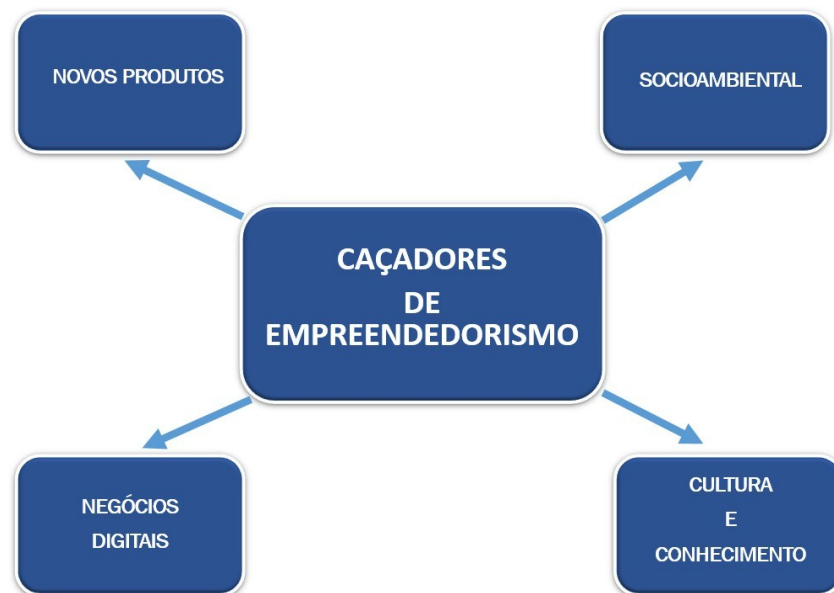 NOVOS PRODUTOS
SOCIOAMBIENTAL
CAÇADORES
DE
EMPREENDEDORISMO
NEGÓCIOS
DIGITAIS
CULTURA
E
CONHECIMENTO